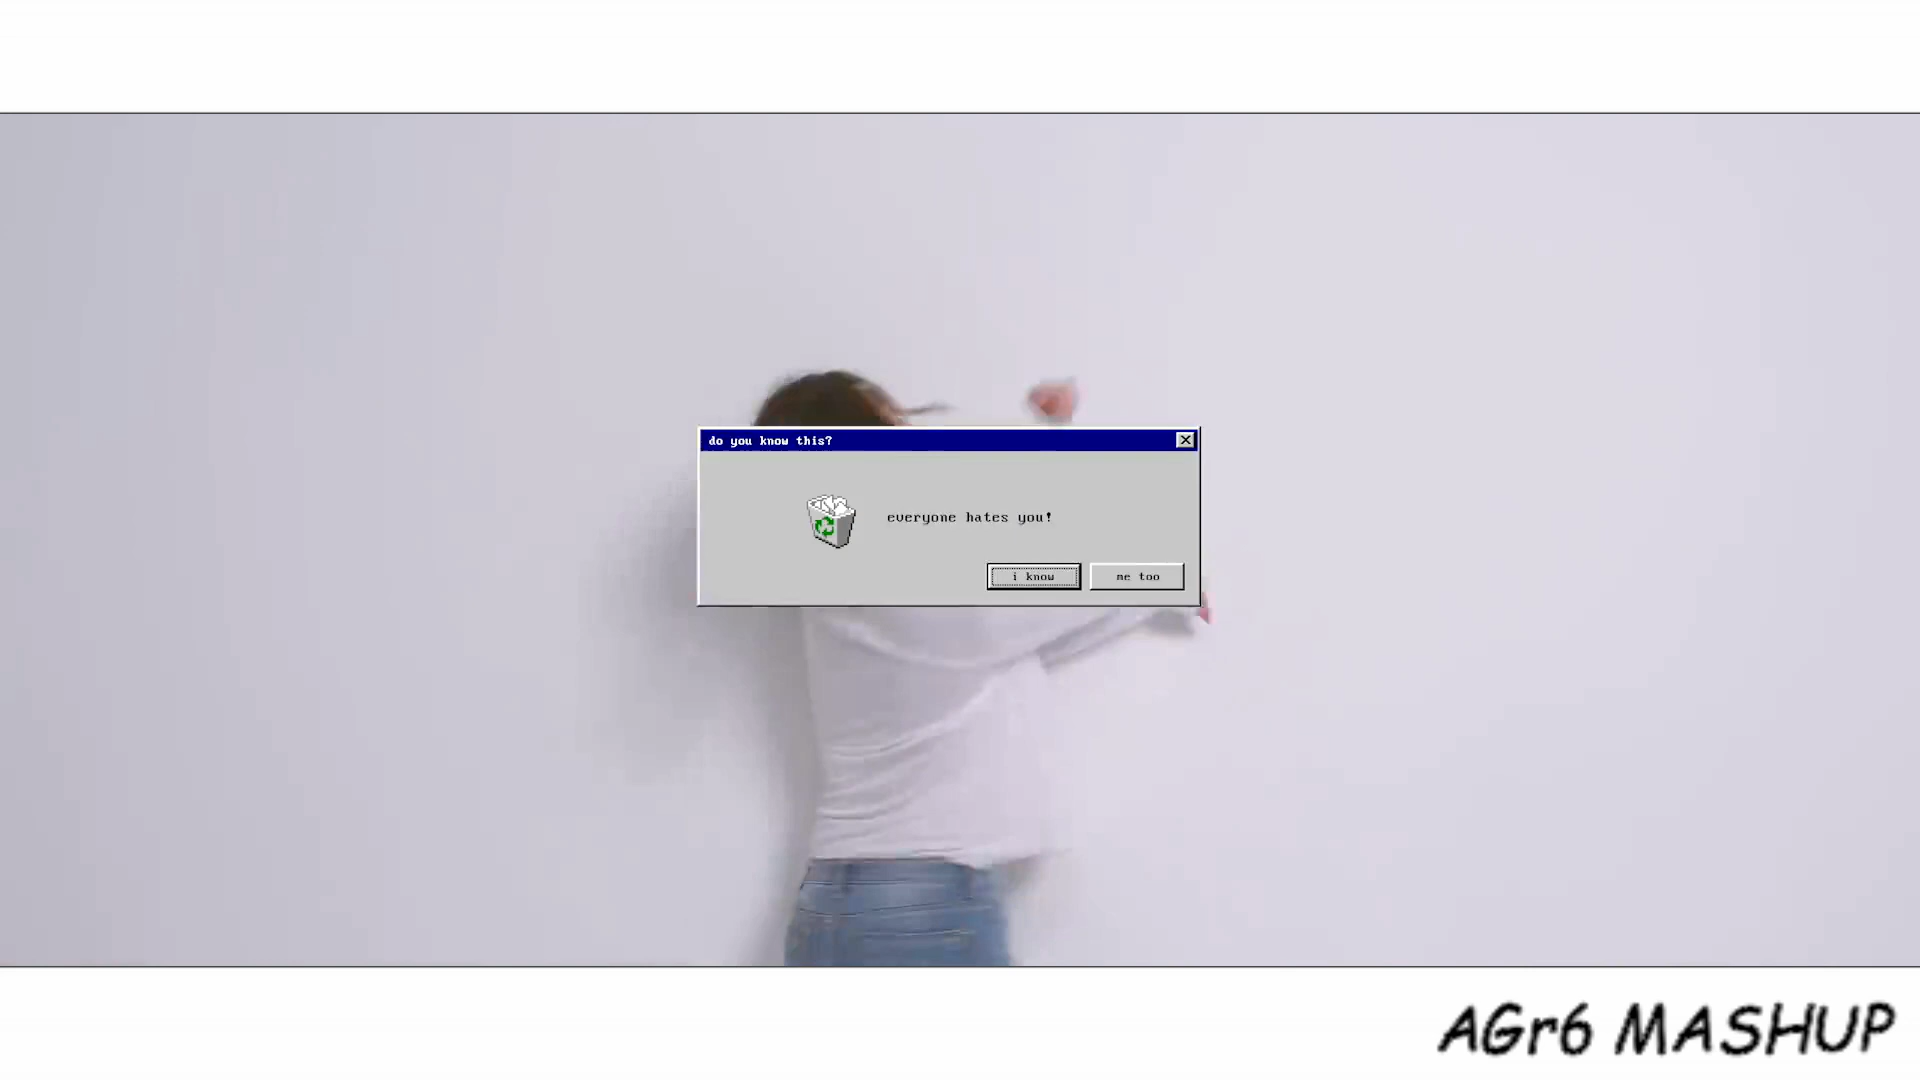 do you know this?
everyone hates you!
i know
me too
AGr6 MASHUP